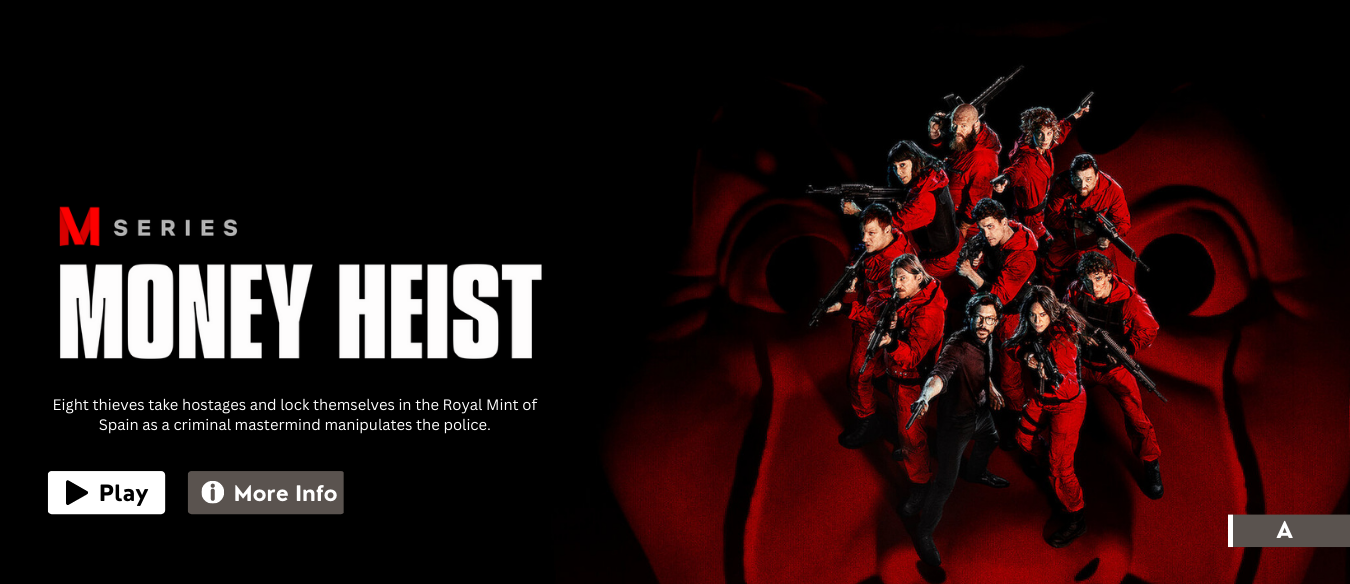 M SERIES
MONEY HEIST
Eight thieves take hostages and lock themselves in the Royal Mint of
Spain as a criminal mastermind manipulates the police.
Play
More Info
A